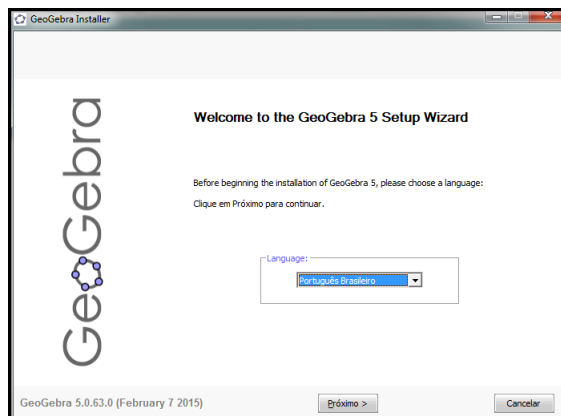 GeoGebra Installer
GeoGebra
Welcome to the GeoGebra 5 Setup Wizard
Before beginning the installation of GeoGebra 5, please choose a language:
Clique em Próximo para continuar.
Language:
Português Brasileiro
GeoGebra 5.0.63.0 (February 7 2015)
Próximo >
Cancelar